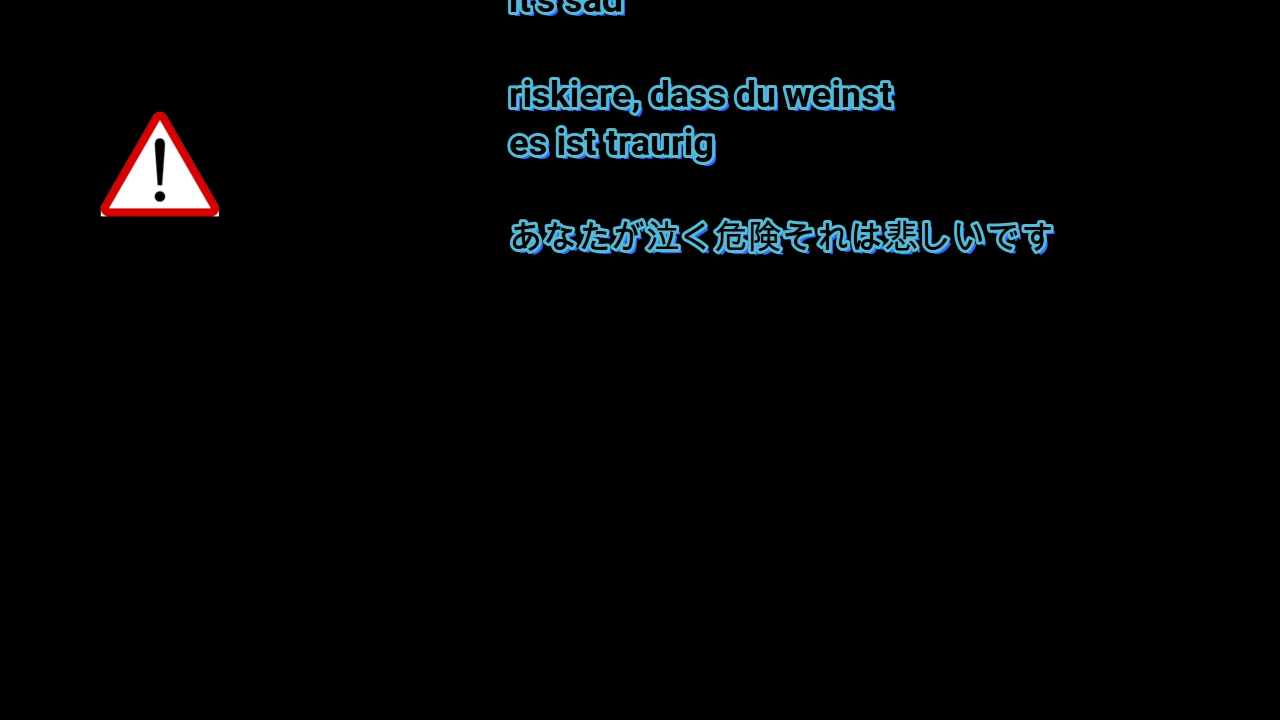 it's sad
riskiere, dass du weinst
es ist traurig
あなたが泣く危険それは悲しいです